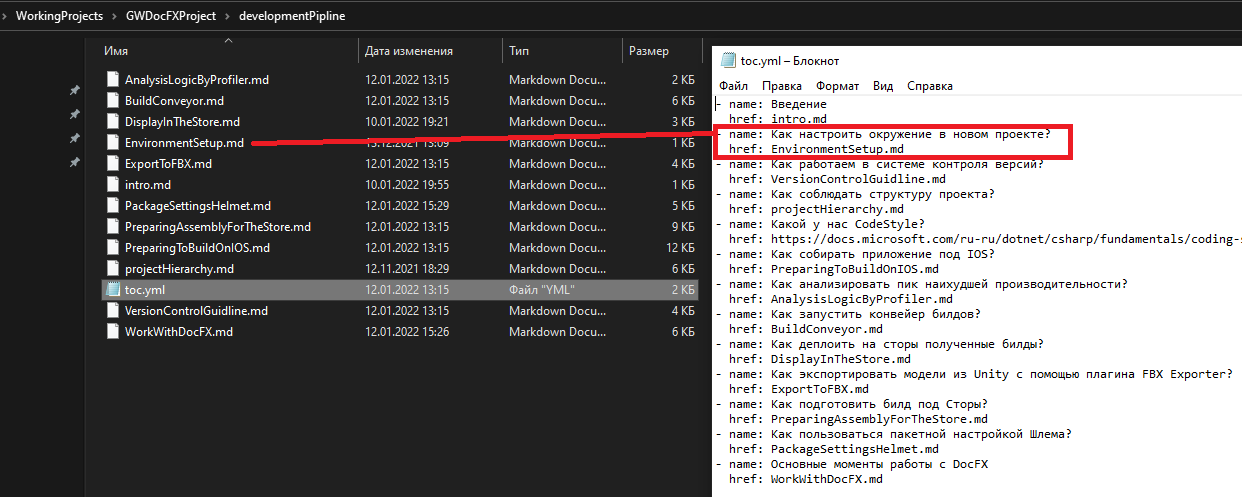 WorkingProjects > GWDocFXProject > developmentPipline
Имя Дата изменения Тип Размер
AnalysisLogicByProfiler.md 12.01.2022 13:15 Markdown Docu... 2 КБ
BuildConveyor.md 12.01.2022 13:15 Markdown Docu... 6 КБ
DisplayInTheStore.md 10.01.2022 19:21 Markdown Docu... 3 КБ
EnvironmentSetup.md 13.12.2021 13:09 Markdown Docu... 1 КБ
ExportToFBX.md 12.01.2022 13:15 Markdown Docu... 4 КБ
intro.md 10.01.2022 19:55 Markdown Docu... 1 КБ
PackageSettingsHelmet.md 12.01.2022 15:29 Markdown Docu... 5 КБ
PreparingAssemblyForTheStore.md 12.01.2022 13:15 Markdown Docu... 9 КБ
PreparingToBuildOnIOS.md 12.01.2022 13:15 Markdown Docu... 12 КБ
projectHierarchy.md 12.11.2021 18:29 Markdown Docu... 6 КБ
toc.yml 12.01.2022 13:15 Файл "YML" 2 КБ
VersionControlGuidline.md 12.01.2022 13:15 Markdown Docu... 4 КБ
WorkWithDocFX.md 12.01.2022 15:26 Markdown Docu... 6 КБ
toc.yml – Блокнот
Файл Правка Формат Вид Справка
- name: Введение
href: intro.md
- name: Как настроить окружение в новом проекте?
href: EnvironmentSetup.md
- name: Как работаем в системе контроля версий?
href: VersionControlGuidline.md
- name: Как соблюдать структуру проекта?
href: projectHierarchy.md
- name: Какой у нас CodeStyle?
href: https://docs.microsoft.com/ru-ru/dotnet/csharp/fundamentals/coding-s
- name: Как собирать приложение под IOS?
href: PreparingToBuildOnIOS.md
- name: Как анализировать пик наихудшей производительности?
href: AnalysisLogicByProfiler.md
- name: Как запустить конвейер билдов?
href: BuildConveyor.md
- name: Как деплоить на сторы полученные билды?
href: DisplayInTheStore.md
- name: Как экспортировать модели из Unity с помощью плагина FBX Exporter?
href: ExportToFBX.md
- name: Как подготовить билд под Сторы?
href: PreparingAssemblyForTheStore.md
- name: Как пользоваться пакетной настройкой Шлема?
href: PackageSettingsHelmet.md
- name: Основные моменты работы с DocFX
href: WorkWithDocFX.md